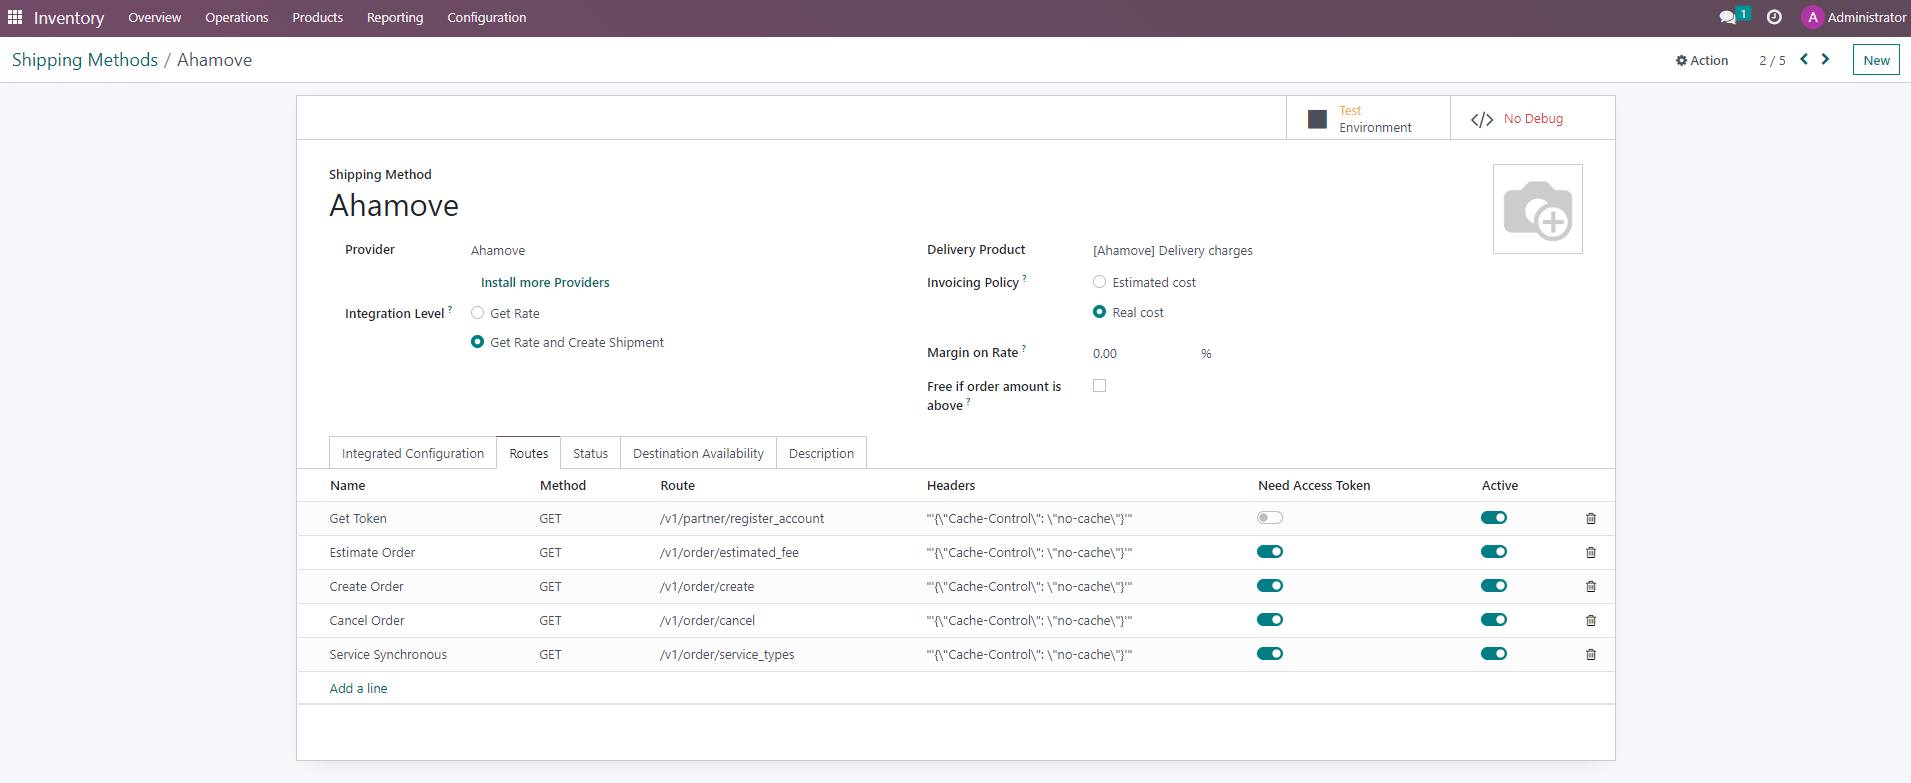 Inventory Overview Operations Products Reporting Configuration 1 A Administrator
Shipping Methods / Ahamove Action 2 / 5 New
Test
Environment
No Debug
Shipping Method
Ahamove
Provider Ahamove
Install more Providers
Integration Level ? Get Rate
Get Rate and Create Shipment
Delivery Product [Ahamove] Delivery charges
Invoicing Policy ? Estimated cost
Real cost
Margin on Rate ? 0.00 %
Free if order amount is
above ?
Integrated Configuration Routes Status Destination Availability Description
Name Method Route Headers Need Access Token Active
Get Token GET /v1/partner/register_account "'{\"Cache-Control\": \"no-cache\"}'"
Estimate Order GET /v1/order/estimated_fee "'{\"Cache-Control\": \"no-cache\"}'"
Create Order GET /v1/order/create "'{\"Cache-Control\": \"no-cache\"}'"
Cancel Order GET /v1/order/cancel "'{\"Cache-Control\": \"no-cache\"}'"
Service Synchronous GET /v1/order/service_types "'{\"Cache-Control\": \"no-cache\"}'"
Add a line